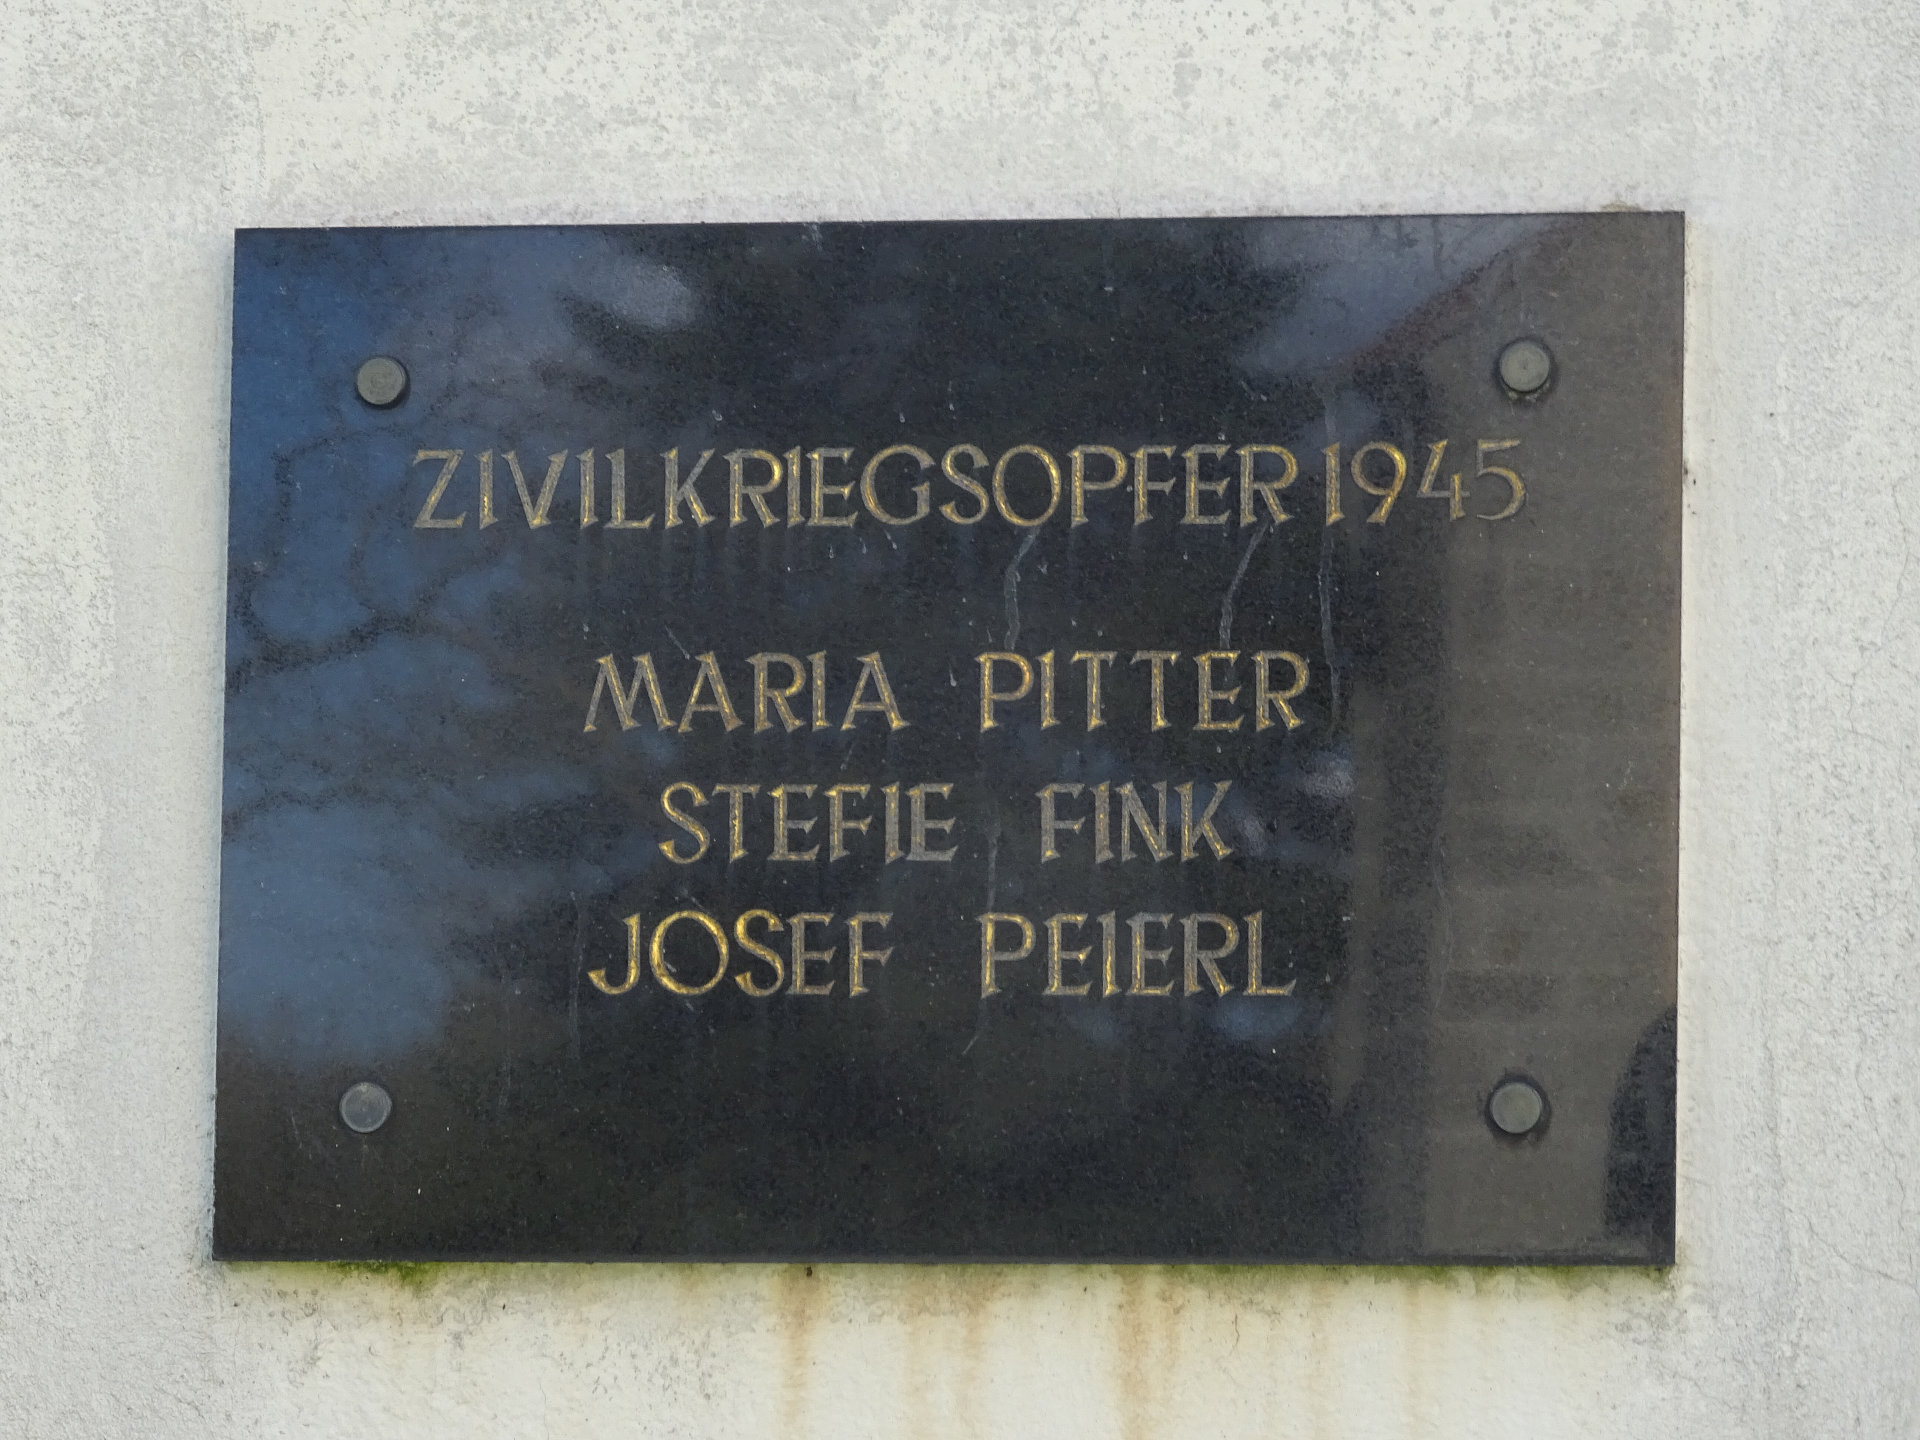 ZIVILKRIEGSOPFER 1945
MARIA PITTER
STEFIE FINK
JOSEF PEIERL